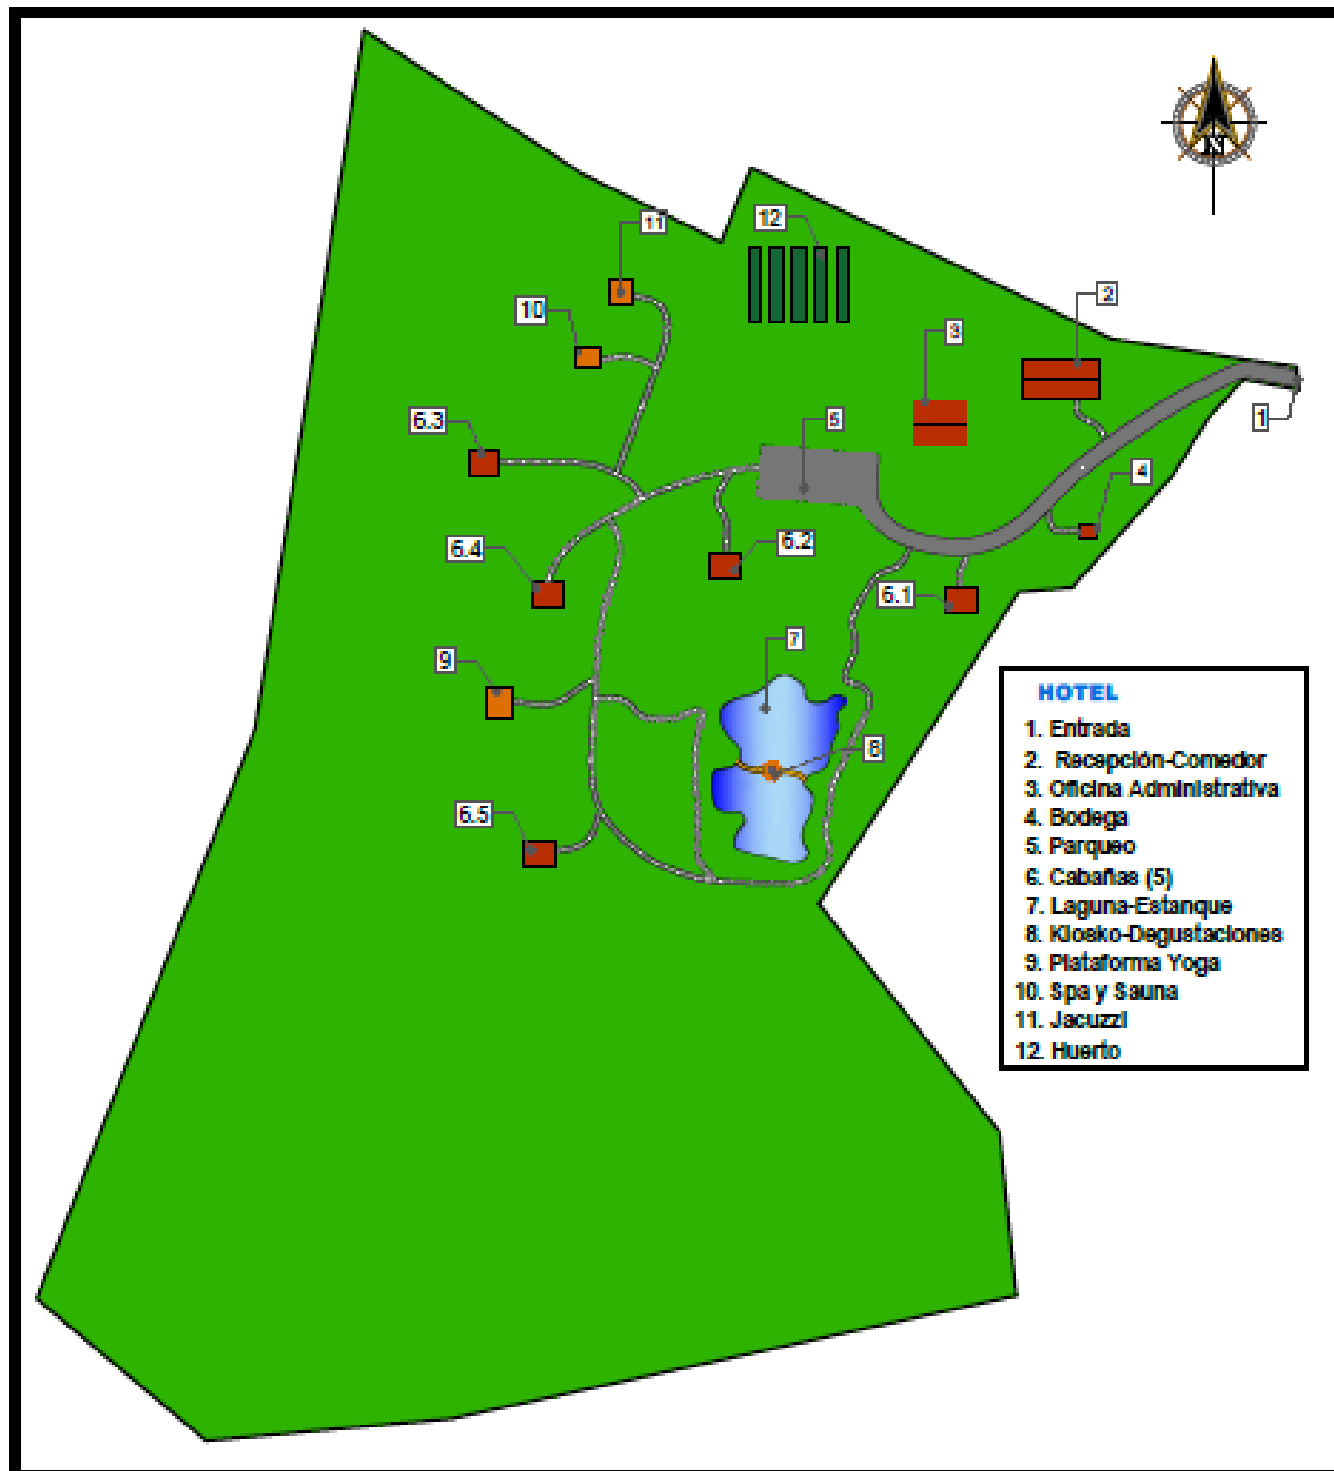 N
11
12
2
10
3
1
6.3
5
4
6.4
6.2
6.1
7
9
8
6.5
HOTEL
1. Entrada
2. Recepción-Comedor
3. Oficina Administrativa
4. Bodega
5. Parqueo
6. Cabañas (5)
7. Laguna-Estanque
8. Kiosko-Degustaciones
9. Plataforma Yoga
10. Spa y Sauna
11. Jacuzzi
12. Huerto